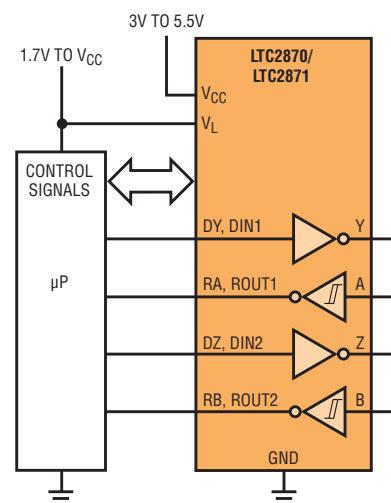 3V TO 5.5V
1.7V TO VCC
LTC2870/
LTC2871
VCC
VL
CONTROL
SIGNALS
µP
DY, DIN1
Y
RA, ROUT1
A
DZ, DIN2
Z
RB, ROUT2
B
GND